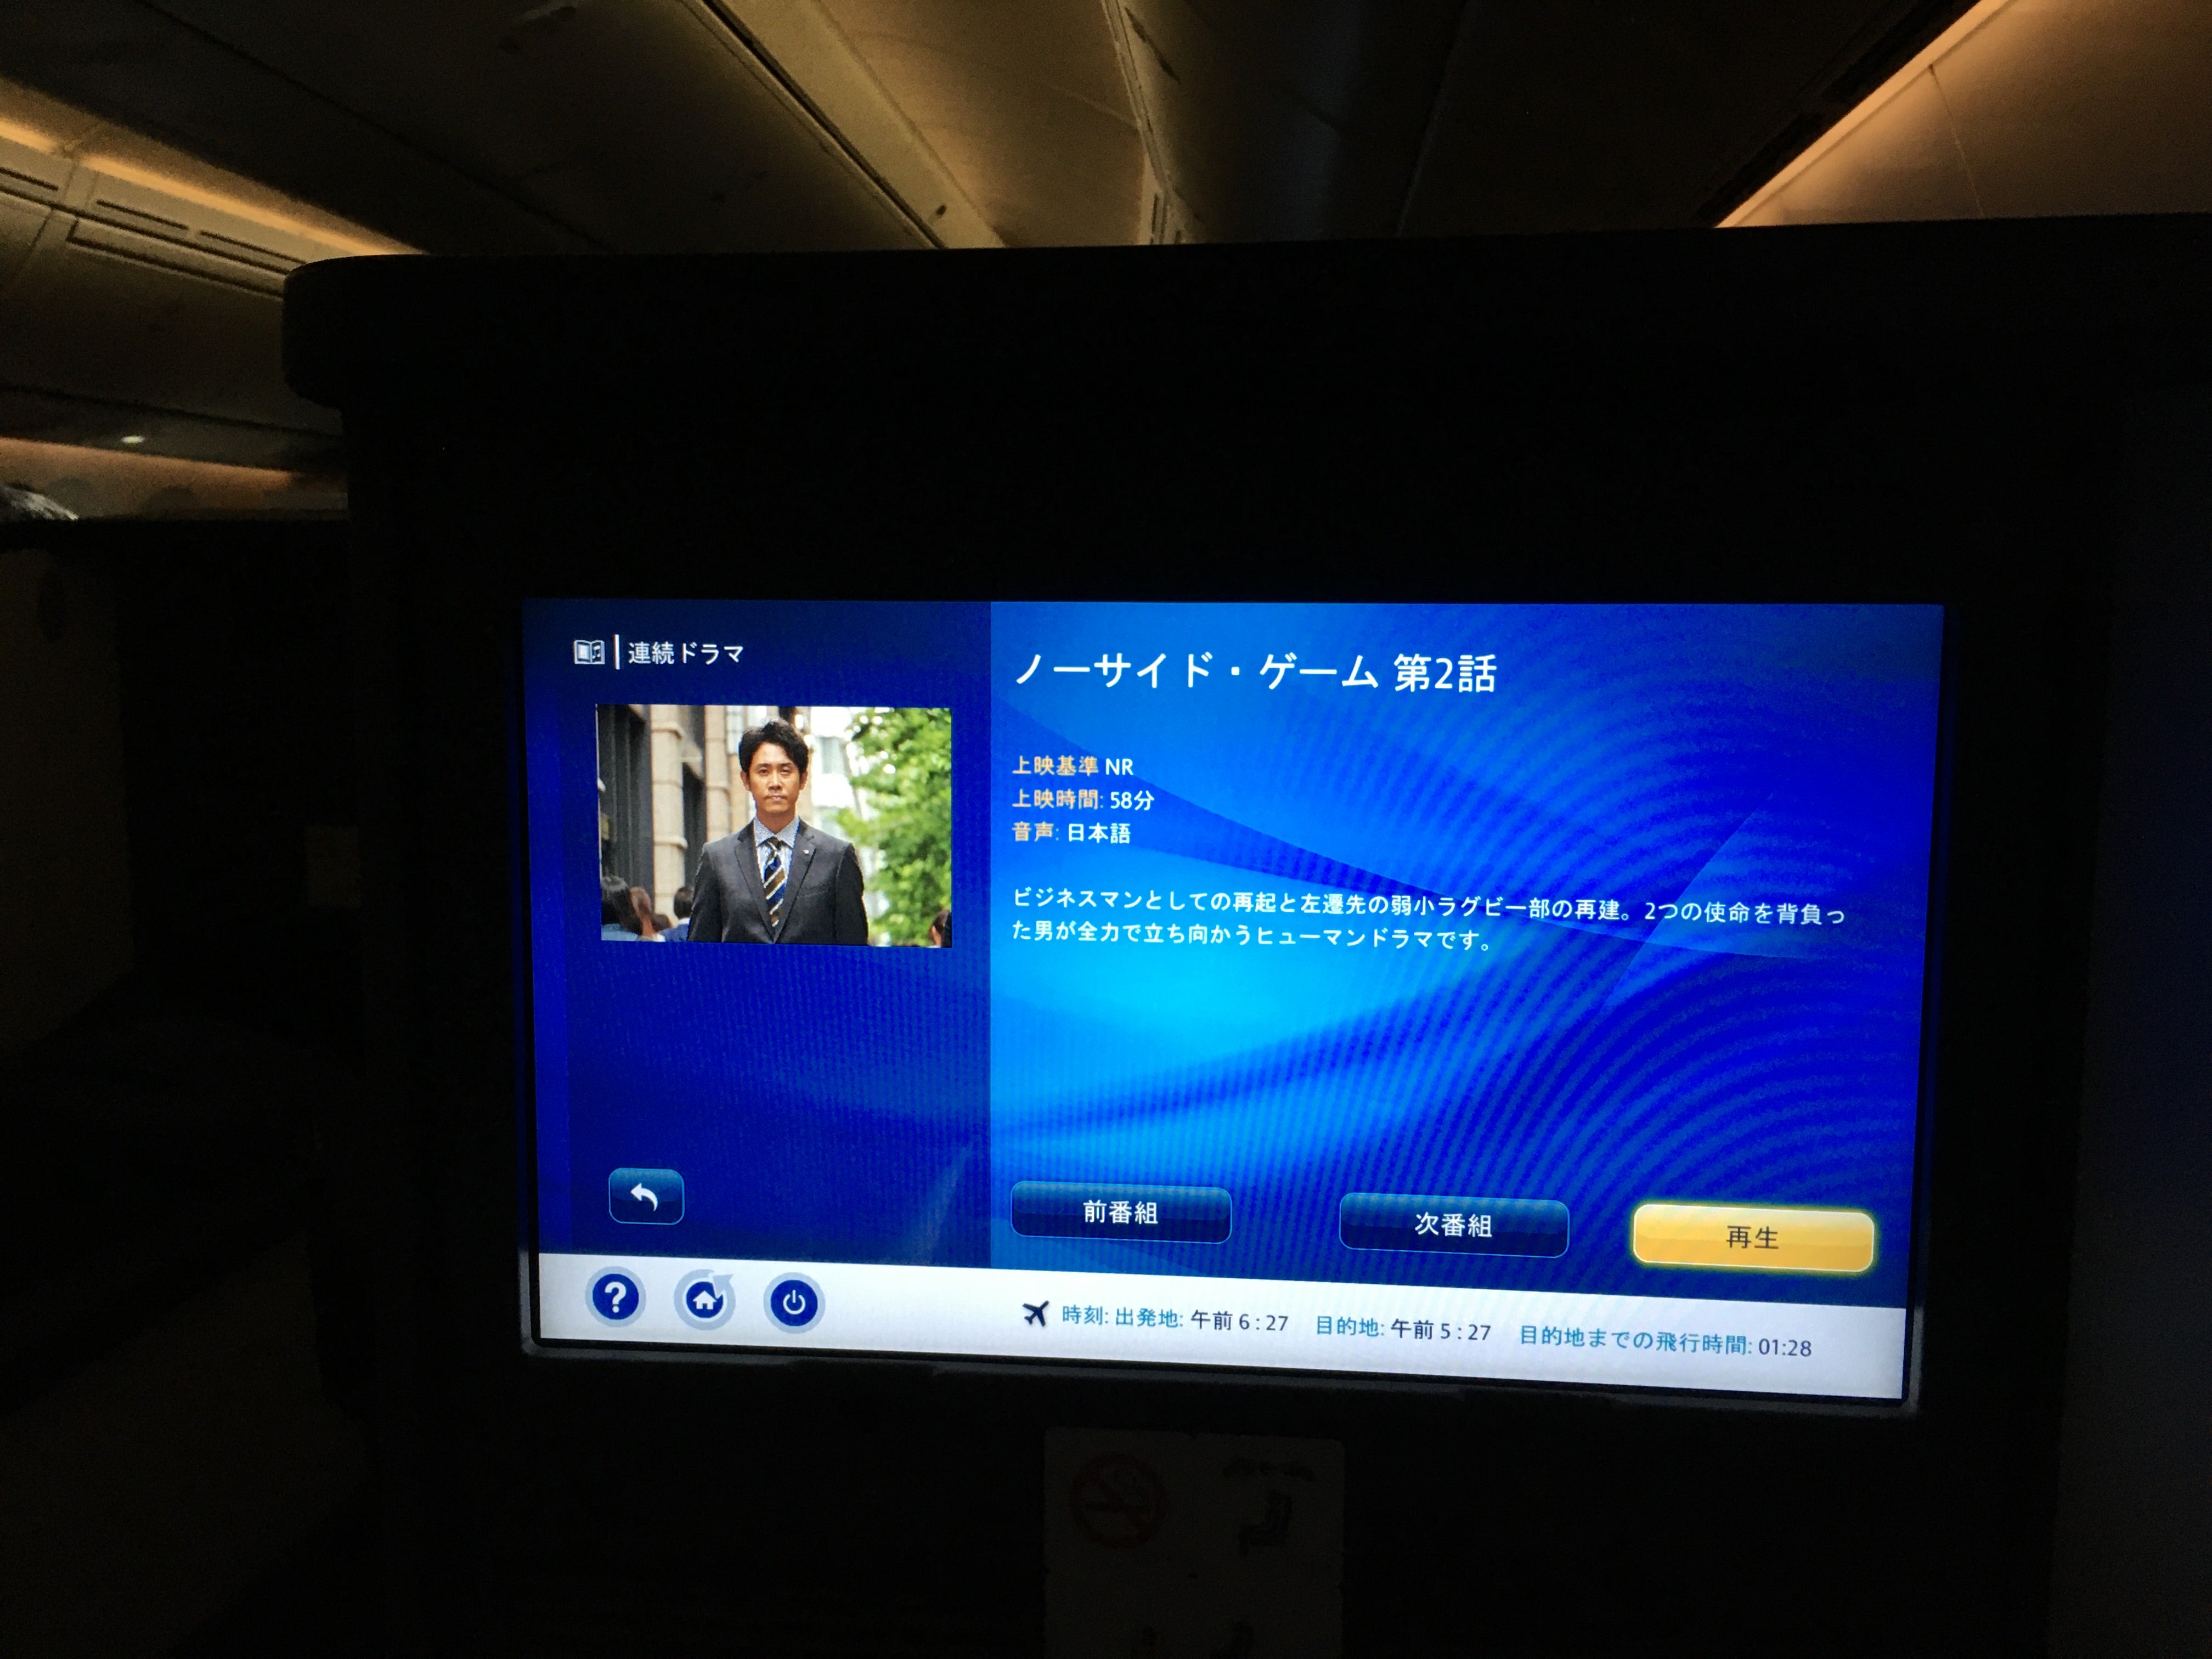 連続ドラマ
ノーサイド・ゲーム 第2話
上映基準 NR
上映時間: 58分
音声: 日本語
ビジネスマンとしての再起と左遷先の弱小ラグビー部の再建。2つの使命を背負っ
た男が全力で立ち向かうヒューマンドラマです。
前番組
次番組
再生
?
時刻: 出発地: 午前 6 : 27 目的地: 午前 5 : 27 目的地までの飛行時間: 01:28